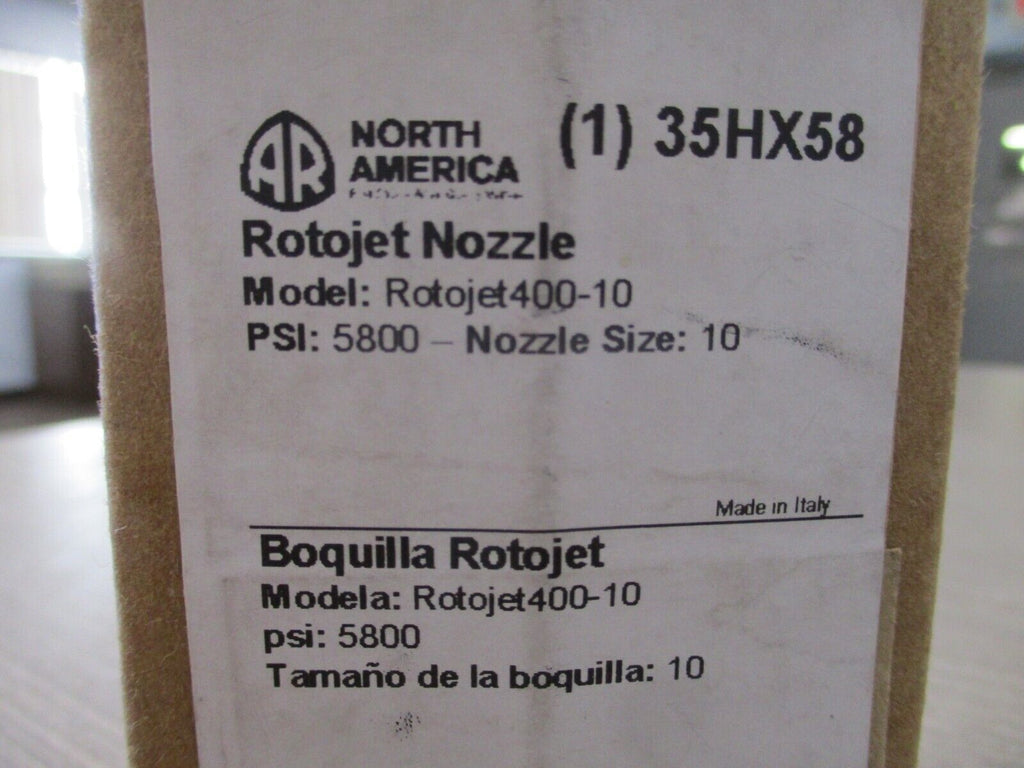 AR NORTH AMERICA (1) 35HX58
Rotojet Nozzle
Model: Rotojet400-10
PSI: 5800 – Nozzle Size: 10
Made in Italy
Boquilla Rotojet
Modela: Rotojet400-10
psi: 5800
Tamaño de la boquilla: 10